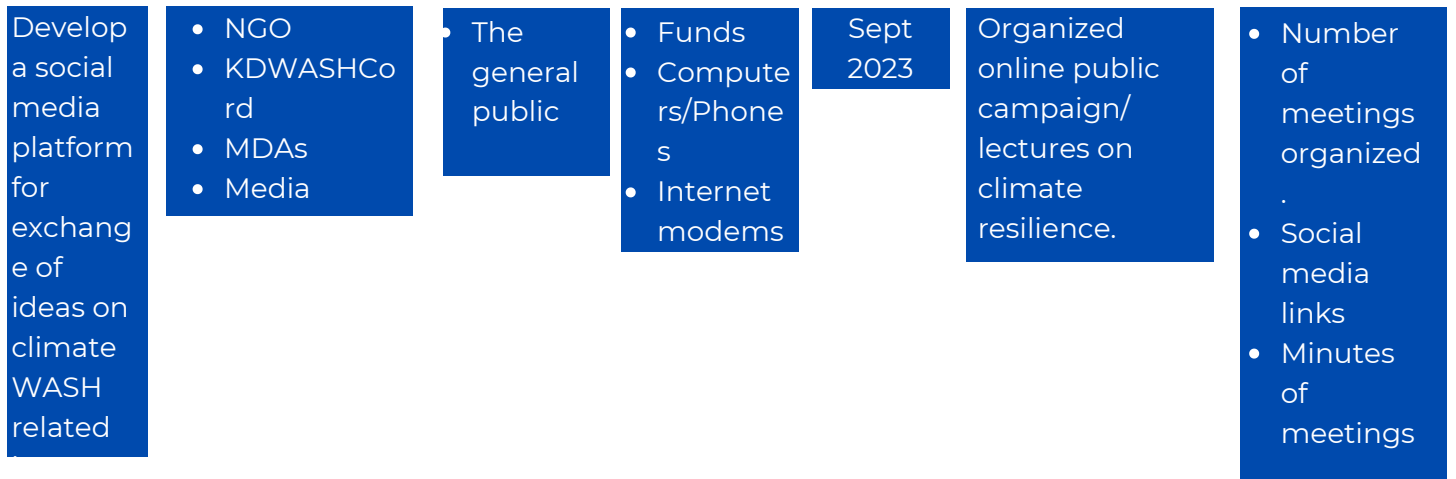 Develop
a social
media
platform
for
exchang
e of
ideas on
climate
WASH
related
• NGO
• KDWASHCo
rd
• MDAs
• Media
• The
general
public
• Funds
• Compute
rs/Phone
s
• Internet
modems
Sept
2023
Organized
online public
campaign/
lectures on
climate
resilience.
• Number
of
meetings
organized
.
• Social
media
links
• Minutes
of
meetings